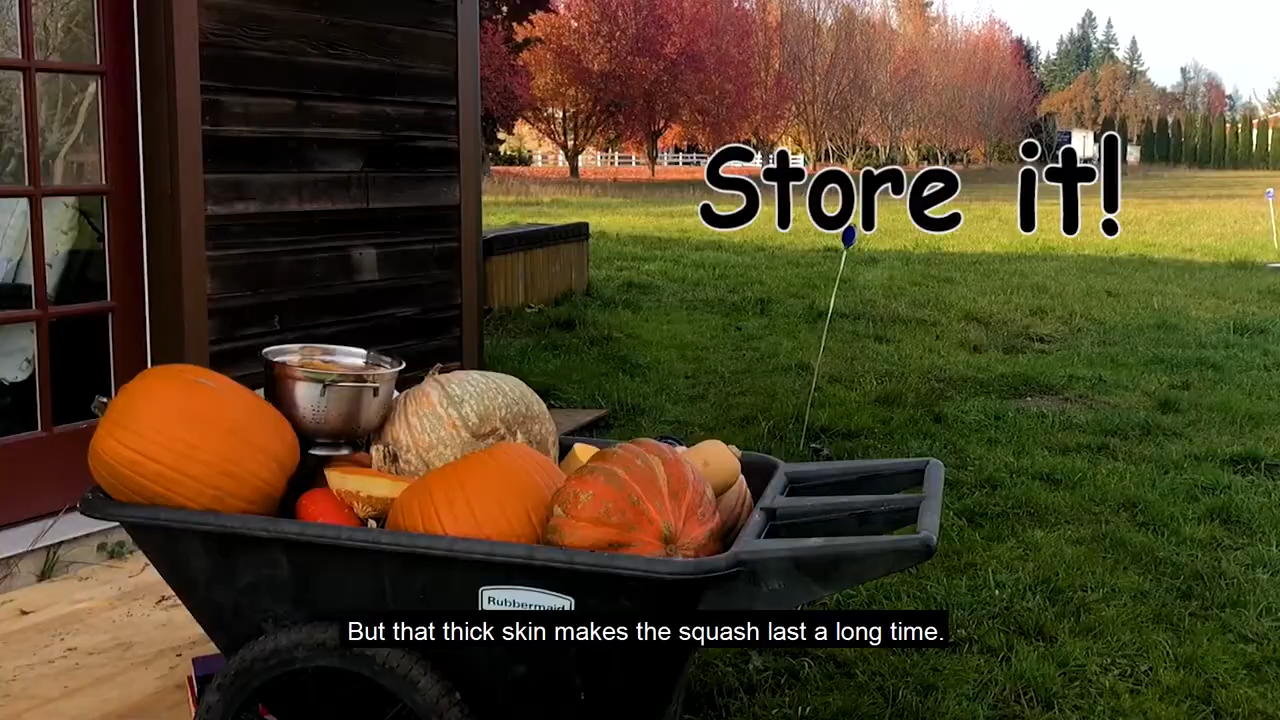 Store it!
Rubbermaid
But that thick skin makes the squash last a long time.